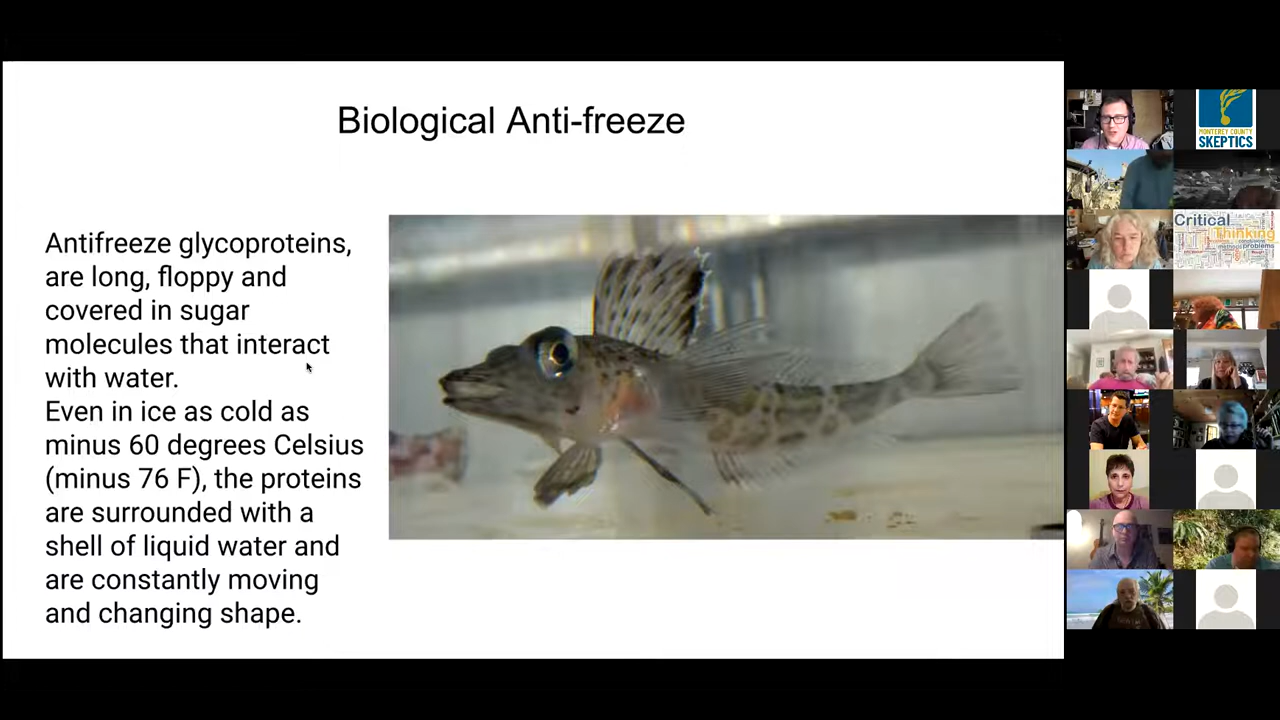 Biological Anti-freeze
Antifreeze glycoproteins,
are long, floppy and
covered in sugar
molecules that interact
with water.
Even in ice as cold as
minus 60 degrees Celsius
(minus 76 F), the proteins
are surrounded with a
shell of liquid water and
are constantly moving
and changing shape.
MONTEREY COUNTY
SKEPTICS
Critical
Thinking
problems